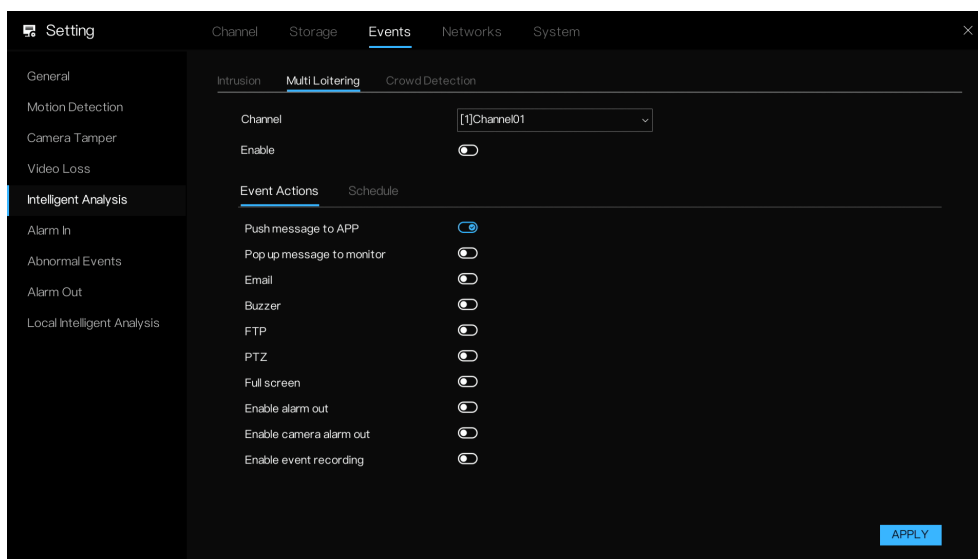 Setting Channel Storage Events Networks System
General
Motion Detection
Camera Tamper
Video Loss
Intelligent Analysis
Alarm In
Abnormal Events
Alarm Out
Local Intelligent Analysis
Intrusion Multi Loitering Crowd Detection
Channel [1]Channel01
Enable
Event Actions Schedule
Push message to APP
Pop up message to monitor
Email
Buzzer
FTP
PTZ
Full screen
Enable alarm out
Enable camera alarm out
Enable event recording
APPLY